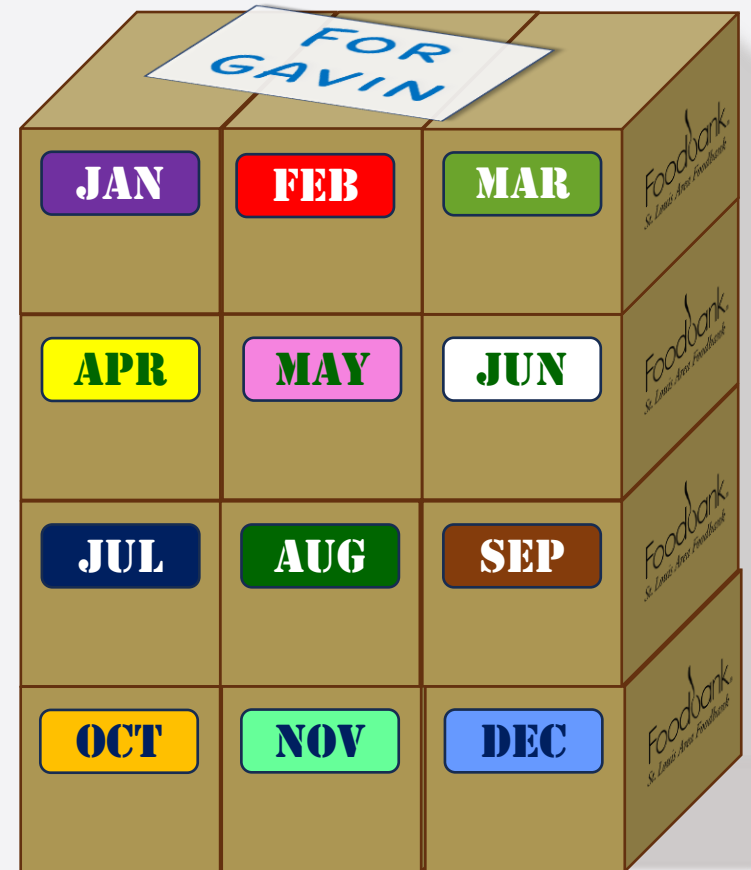 FOR
GAVIN
JAN
FEB
MAR
Foodbank
St. Louis Area Foodbank
APR
MAY
JUN
Foodbank
St. Louis Area Foodbank
JUL
AUG
SEP
Foodbank
St. Louis Area Foodbank
OCT
NOV
DEC
Foodbank
St. Louis Area Foodbank